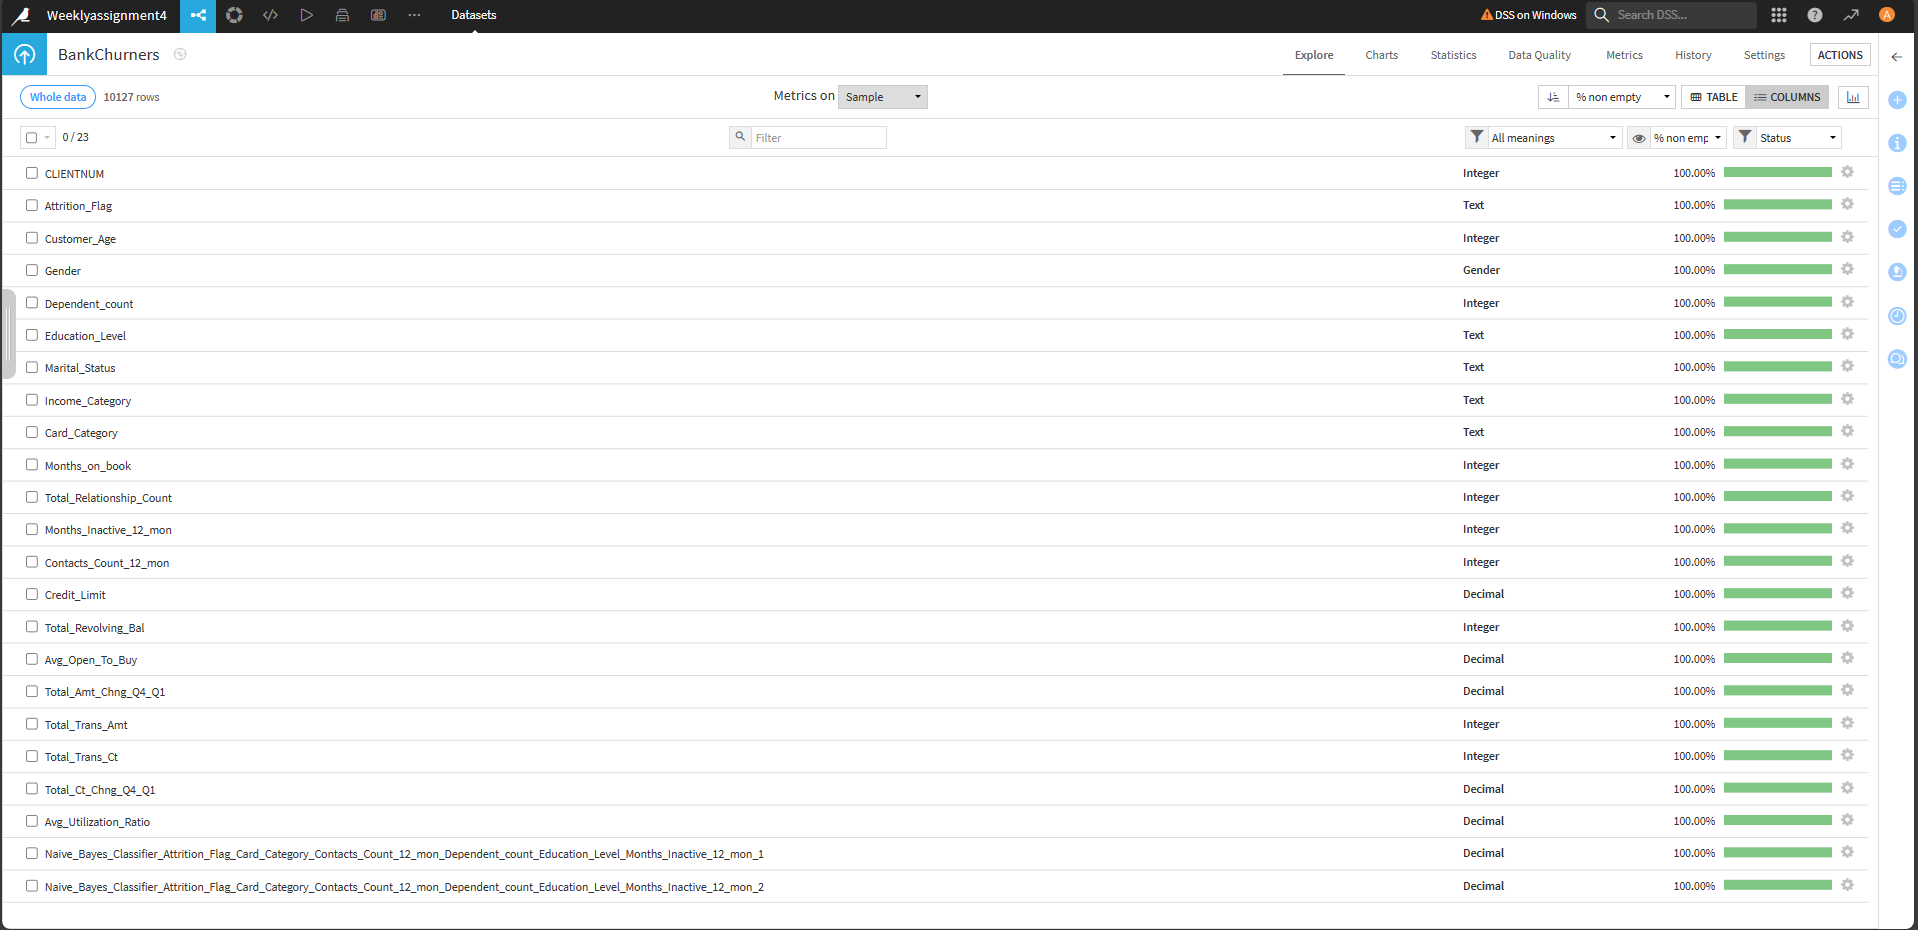 Weeklyassignment4 Datasets DSS on Windows Search DSS... A
BankChurners Explore Charts Statistics Data Quality Metrics History Settings ACTIONS
Whole data 10127 rows Metrics on Sample % non empty TABLE COLUMNS
0 / 23 Filter All meanings % non emp Status
CLIENTNUM Integer 100.00%
Attrition_Flag Text 100.00%
Customer_Age Integer 100.00%
Gender Gender 100.00%
Dependent_count Integer 100.00%
Education_Level Text 100.00%
Marital_Status Text 100.00%
Income_Category Text 100.00%
Card_Category Text 100.00%
Months_on_book Integer 100.00%
Total_Relationship_Count Integer 100.00%
Months_Inactive_12_mon Integer 100.00%
Contacts_Count_12_mon Integer 100.00%
Credit_Limit Decimal 100.00%
Total_Revolving_Bal Integer 100.00%
Avg_Open_To_Buy Decimal 100.00%
Total_Amt_Chng_Q4_Q1 Decimal 100.00%
Total_Trans_Amt Integer 100.00%
Total_Trans_Ct Integer 100.00%
Total_Ct_Chng_Q4_Q1 Decimal 100.00%
Avg_Utilization_Ratio Decimal 100.00%
Naive_Bayes_Classifier_Attrition_Flag_Card_Category_Contacts_Count_12_mon_Dependent_count_Education_Level_Months_Inactive_12_mon_1 Decimal 100.00%
Naive_Bayes_Classifier_Attrition_Flag_Card_Category_Contacts_Count_12_mon_Dependent_count_Education_Level_Months_Inactive_12_mon_2 Decimal 100.00%